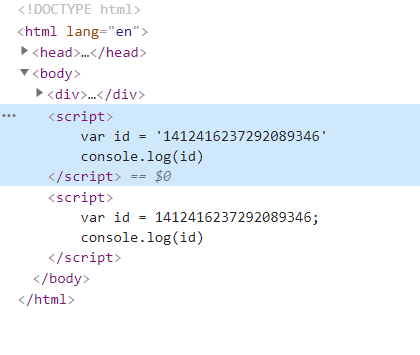 <!DOCTYPE html>
<html lang="en">
▶<head>…</head>
▼<body>
▶<div>…</div>
… <script>
var id = '1412416237292089346'
console.log(id)
</script> == $0
<script>
var id = 1412416237292089346;
console.log(id)
</script>
</body>
</html>